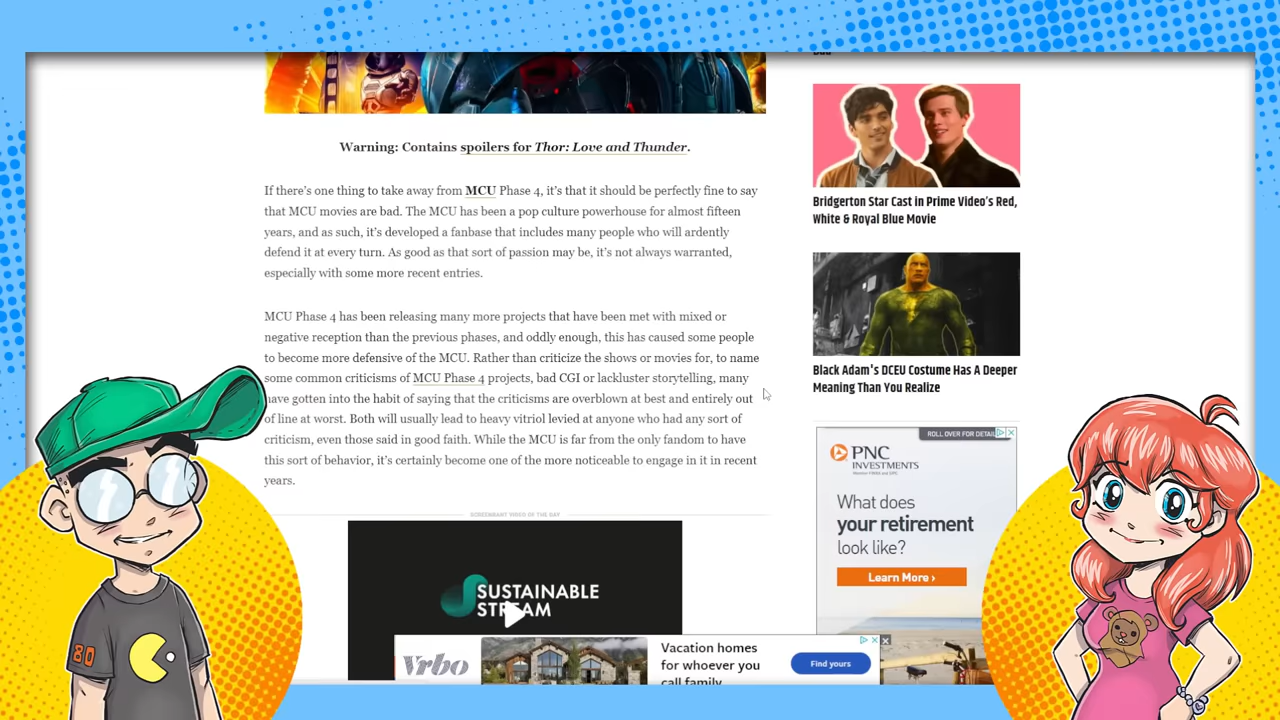 Warning: Contains spoilers for Thor: Love and Thunder.
If there's one thing to take away from MCU Phase 4, it's that it should be perfectly fine to say
that MCU movies are bad. The MCU has been a pop culture powerhouse for almost fifteen
years, and as such, it's developed a fanbase that includes many people who will ardently
defend it at every turn. As good as that sort of passion may be, it's not always warranted,
especially with some more recent entries.
MCU Phase 4 has been releasing many more projects that have been met with mixed or
negative reception than the previous phases, and oddly enough, this has caused some people
to become more defensive of the MCU. Rather than criticize the shows or movies for, to name
some common criticisms of MCU Phase 4 projects, bad CGI or lackluster storytelling, many
have gotten into the habit of saying that the criticisms are overblown at best and entirely out
of line at worst. Both will usually lead to heavy vitriol levied at anyone who had any sort of
criticism, even those said in good faith. While the MCU is far from the only fandom to have
this sort of behavior, it's certainly become one of the more noticeable to engage in it in recent
years.
SCREENRANT VIDEO OF THE DAY
SUSTAINABLE
STREAM
Bridgerton Star Cast in Prime Video's Red,
White & Royal Blue Movie
Black Adam's DCEU Costume Has A Deeper
Meaning Than You Realize
ROLL OVER FOR DETAIL
PNC
INVESTMENTS
What does
your retirement
look like?
Learn More ›
Vrbo
Vacation homes
for whoever you
call family
Find yours
80